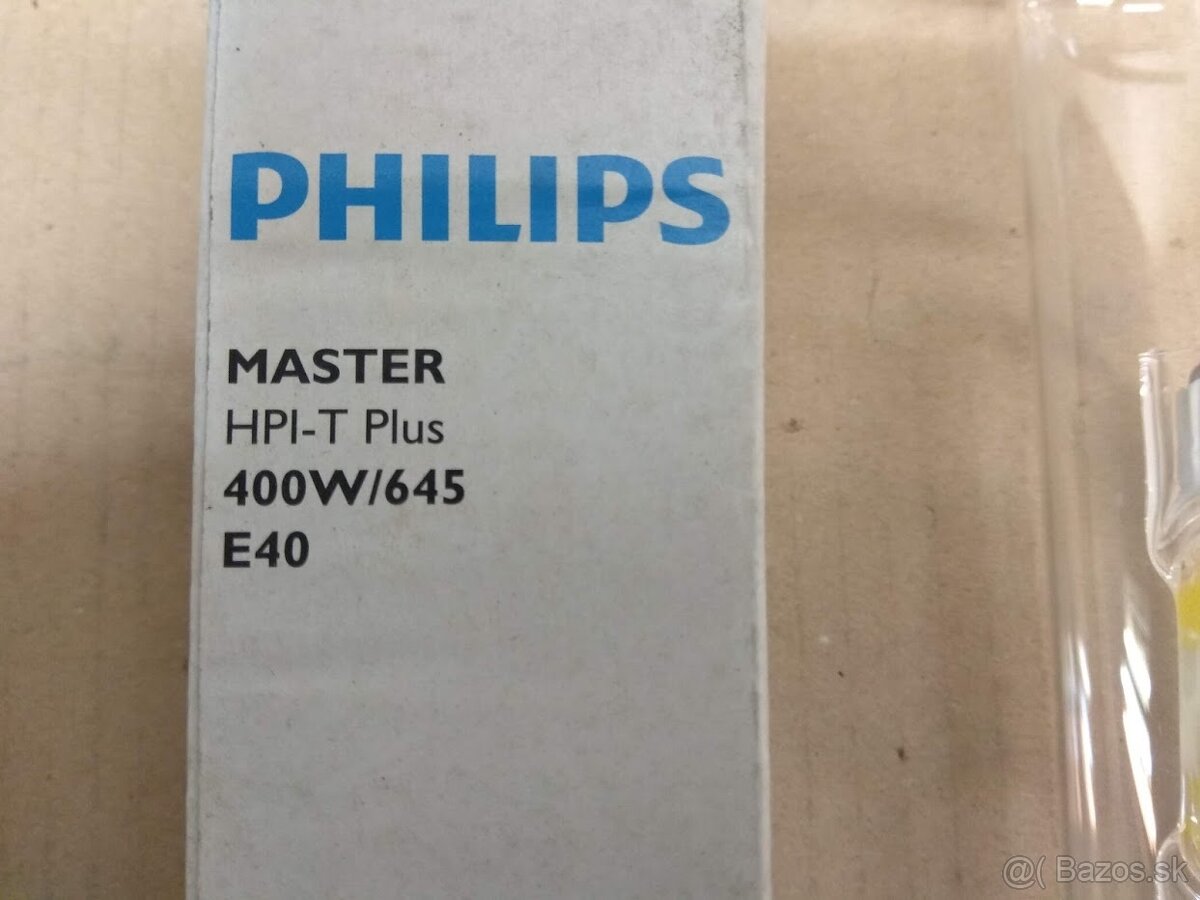 PHILIPS
MASTER
HPI-T Plus
400W/645
E40
@( Bazos.sk